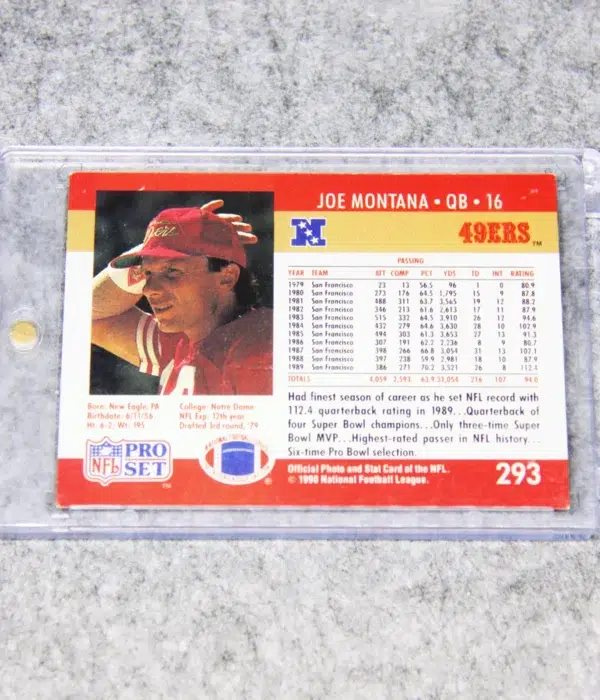 JOE MONTANA • QB • 16
N
49ERS™
PASSING
YEAR TEAM ATT COMP PCT YDS TD INT RATING
1979 San Francisco 23 13 56.5 96 1 0 80.9
1980 San Francisco 273 176 64.5 1,795 15 9 87.8
1981 San Francisco 488 311 63.7 3,565 19 12 88.2
1982 San Francisco 346 213 61.6 2,613 17 11 87.9
1983 San Francisco 515 332 64.5 3,910 26 12 94.6
1984 San Francisco 432 279 64.6 3,630 28 10 102.9
1985 San Francisco 494 303 61.3 3,653 27 13 91.3
1986 San Francisco 307 191 62.2 2,236 8 9 80.7
1987 San Francisco 398 266 66.8 3,054 31 13 102.1
1988 San Francisco 397 238 59.9 2,981 18 10 87.9
1989 San Francisco 386 271 70.2 3,521 26 8 112.4
TOTALS 4,059 2,593 63.9 31,054 216 107 94.0
Born: New Eagle, PA
Birthdate: 6/11/56
Ht. 6-2; Wt. 195
College: Notre Dame
NFL Exp: 12th year
Drafted 3rd round, '79
Had finest season of career as he set NFL record with
112.4 quarterback rating in 1989...Quarterback of
four Super Bowl champions...Only three-time Super
Bowl MVP...Highest-rated passer in NFL history...
Six-time Pro Bowl selection.
NFL PRO SET™
Official Photo and Stat Card of the NFL.
© 1990 National Football League.
293